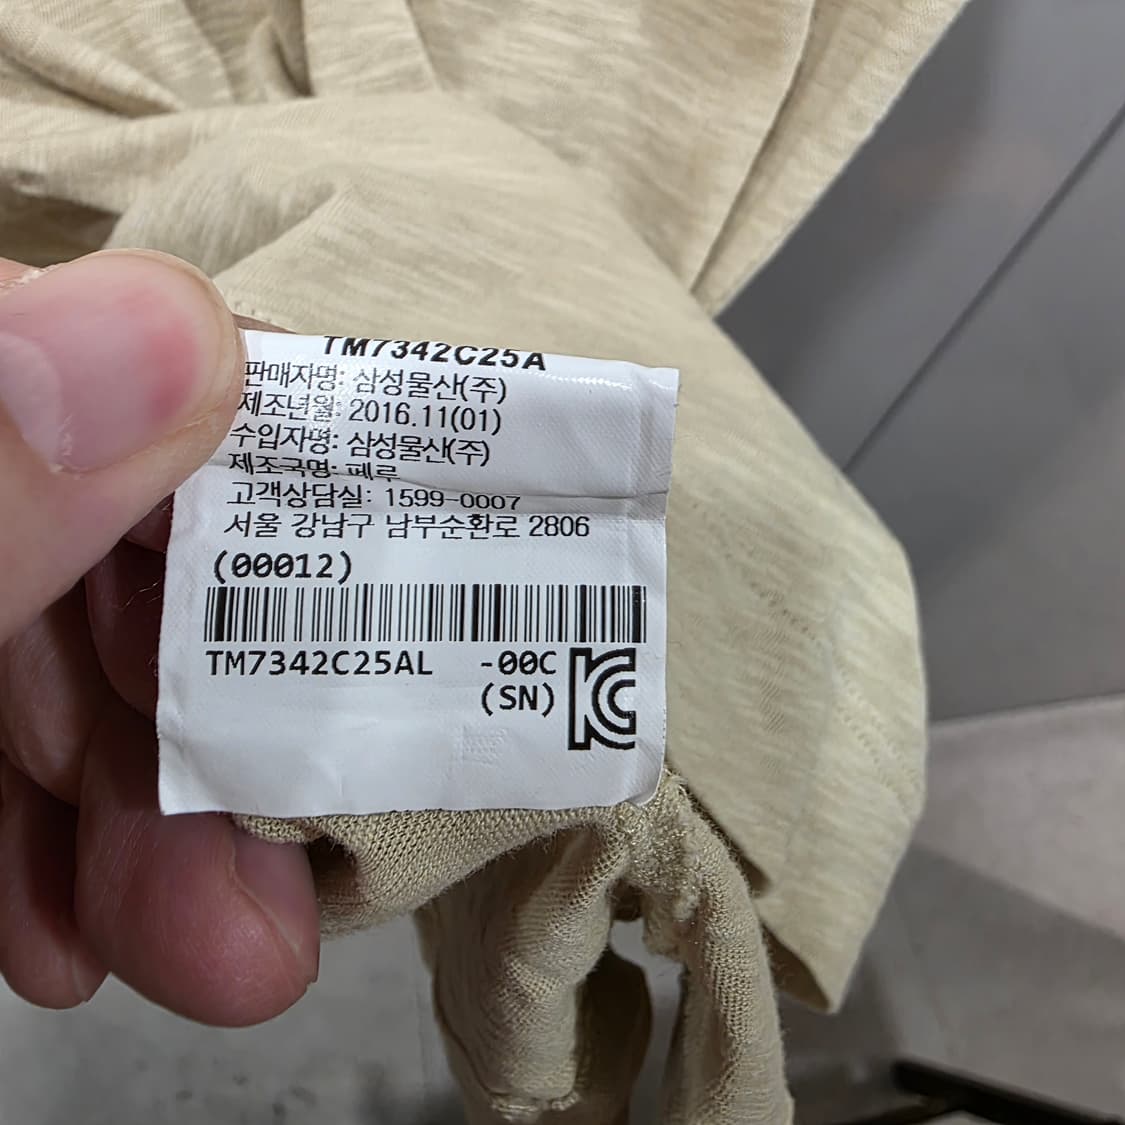 TM7342C25A
판매자명: 삼성물산(주)
제조년월: 2016.11(01)
수입자명: 삼성물산(주)
제조국명: 페루
고객상담실: 1599-0007
서울 강남구 남부순환로 2806
(00012)
TM7342C25AL -00C
(SN)
KC